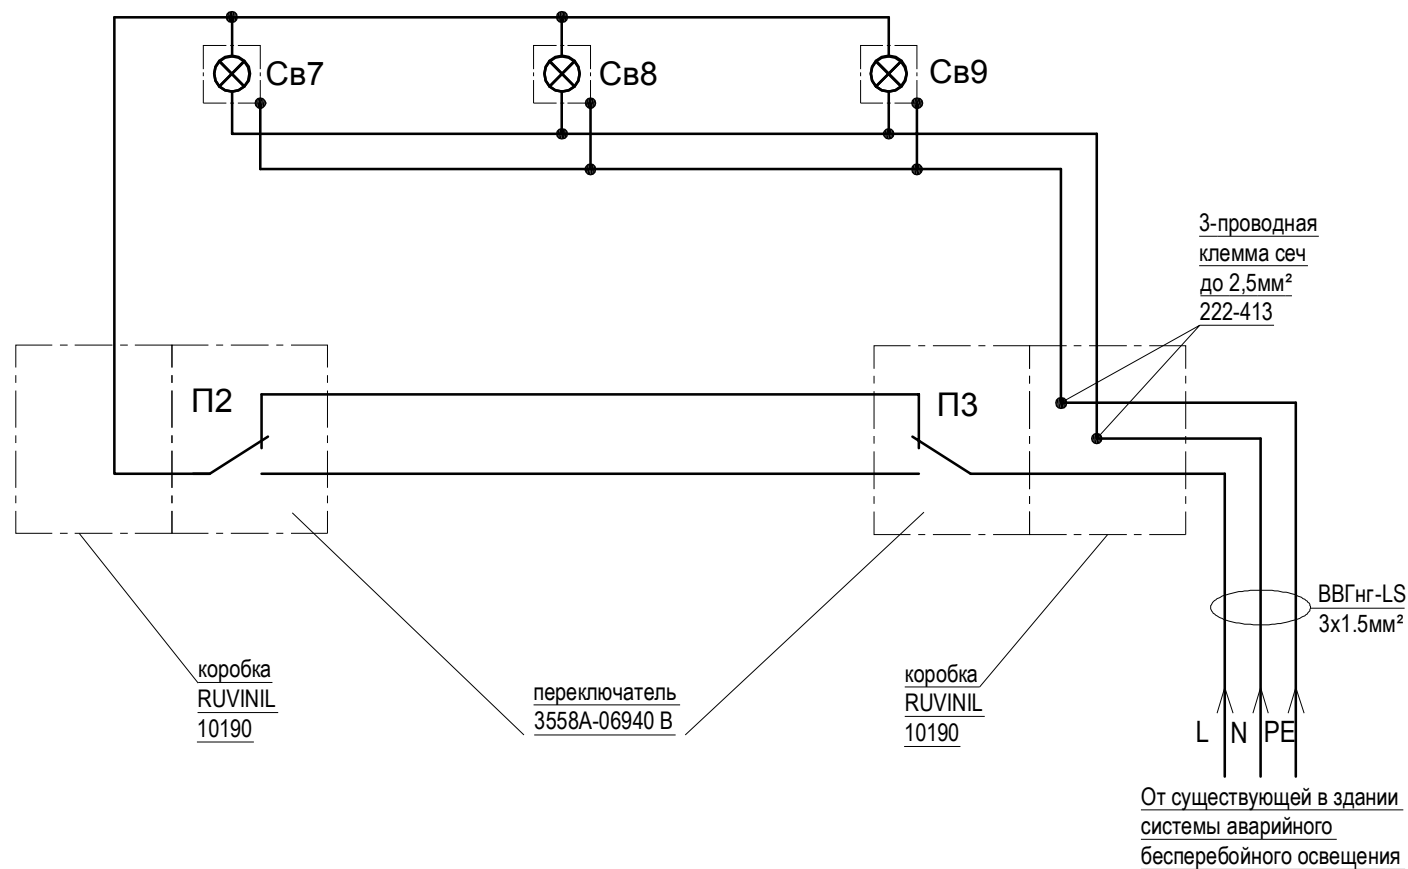 Св7
Св8
Св9
3-проводная
клемма сеч
до 2,5мм²
222-413
П2
П3
ВВГнг-LS
3х1.5мм²
коробка
RUVINIL
10190
переключатель
3558А-06940 В
коробка
RUVINIL
10190
L N PE
От существующей в здании
системы аварийного
бесперебойного освещения